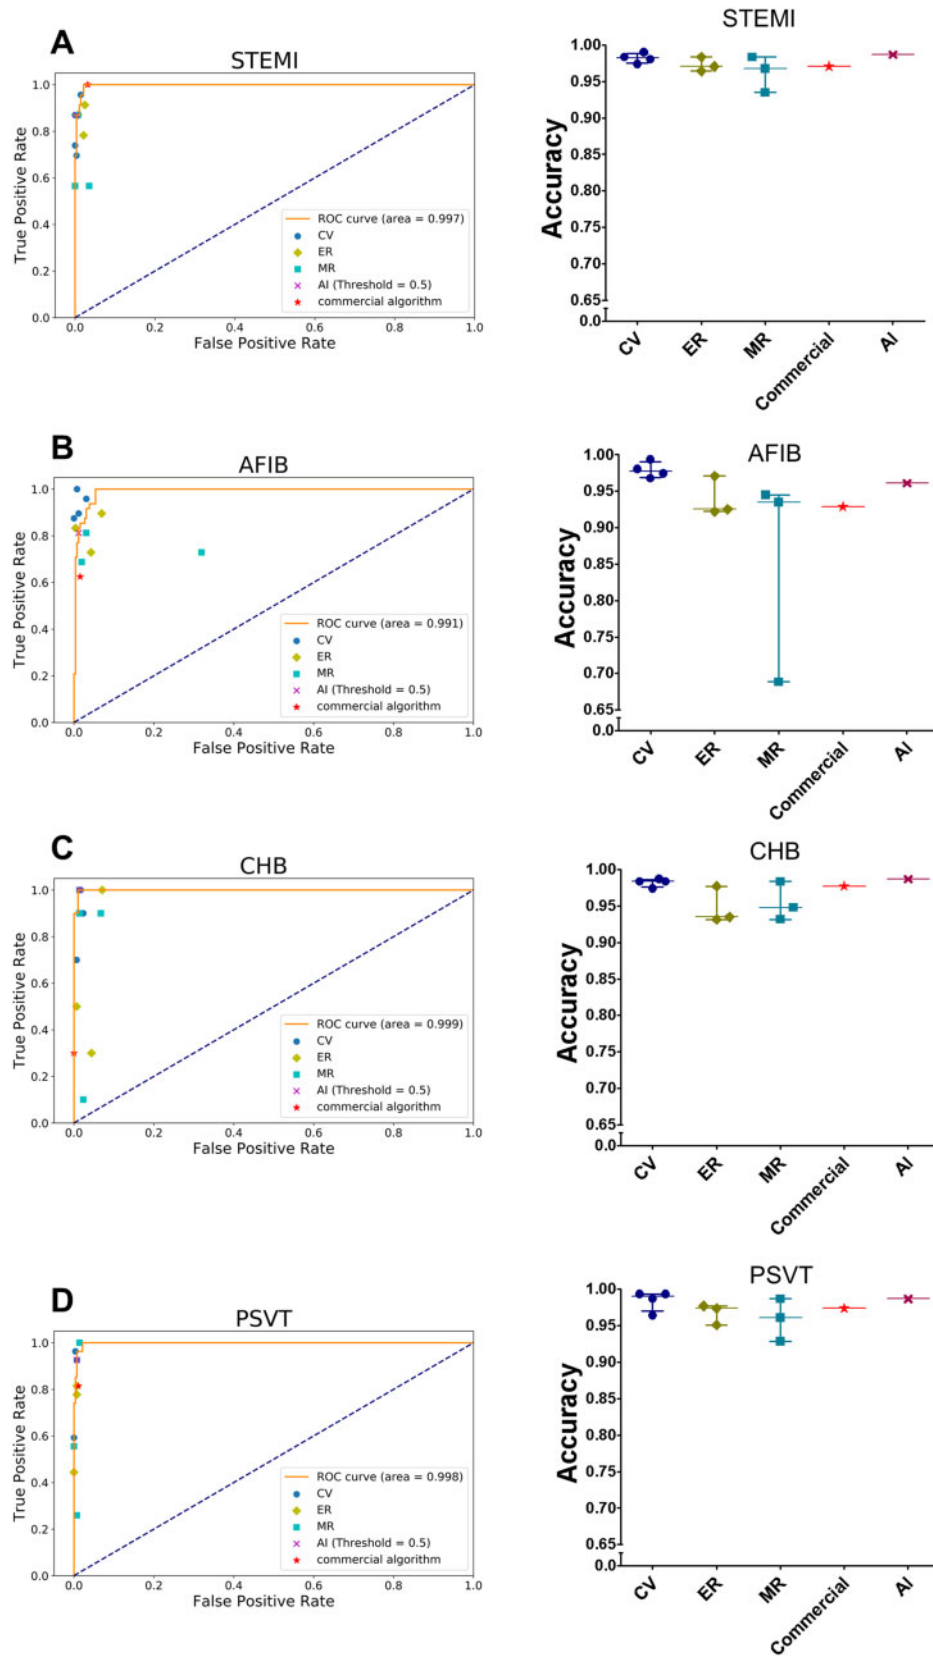 A
STEMI
True Positive Rate
1.0
0.8
0.6
0.4
0.2
0.0
0.0
0.2
0.4
0.6
0.8
1.0
False Positive Rate
ROC curve (area = 0.997)
CV
ER
MR
AI (Threshold = 0.5)
commercial algorithm
STEMI
Accuracy
1.00
0.95
0.90
0.85
0.80
0.75
0.70
0.65
0.0
CV
ER
MR
Commercial
AI
B
AFIB
True Positive Rate
1.0
0.8
0.6
0.4
0.2
0.0
0.0
0.2
0.4
0.6
0.8
1.0
False Positive Rate
ROC curve (area = 0.991)
CV
ER
MR
AI (Threshold = 0.5)
commercial algorithm
AFIB
Accuracy
1.00
0.95
0.90
0.85
0.80
0.75
0.70
0.65
0.0
CV
ER
MR
Commercial
AI
C
CHB
True Positive Rate
1.0
0.8
0.6
0.4
0.2
0.0
0.0
0.2
0.4
0.6
0.8
1.0
False Positive Rate
ROC curve (area = 0.999)
CV
ER
MR
AI (Threshold = 0.5)
commercial algorithm
CHB
Accuracy
1.00
0.95
0.90
0.85
0.80
0.75
0.70
0.65
0.0
CV
ER
MR
Commercial
AI
D
PSVT
True Positive Rate
1.0
0.8
0.6
0.4
0.2
0.0
0.0
0.2
0.4
0.6
0.8
1.0
False Positive Rate
ROC curve (area = 0.998)
CV
ER
MR
AI (Threshold = 0.5)
commercial algorithm
PSVT
Accuracy
1.00
0.95
0.90
0.85
0.80
0.75
0.70
0.65
0.0
CV
ER
MR
Commercial
AI